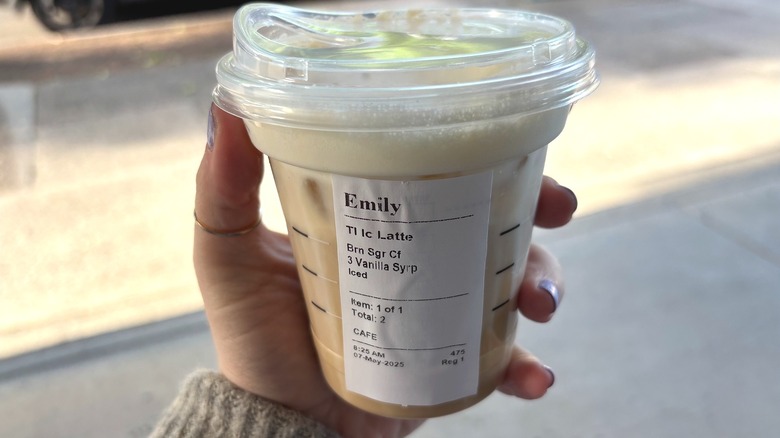 Emily
Tl Ic Latte
Brn Sgr Cf
3 Vanilla Syrp
Iced
Item: 1 of 1
Total: 2
CAFE
8:25 AM 475
07-May-2025 Reg 1